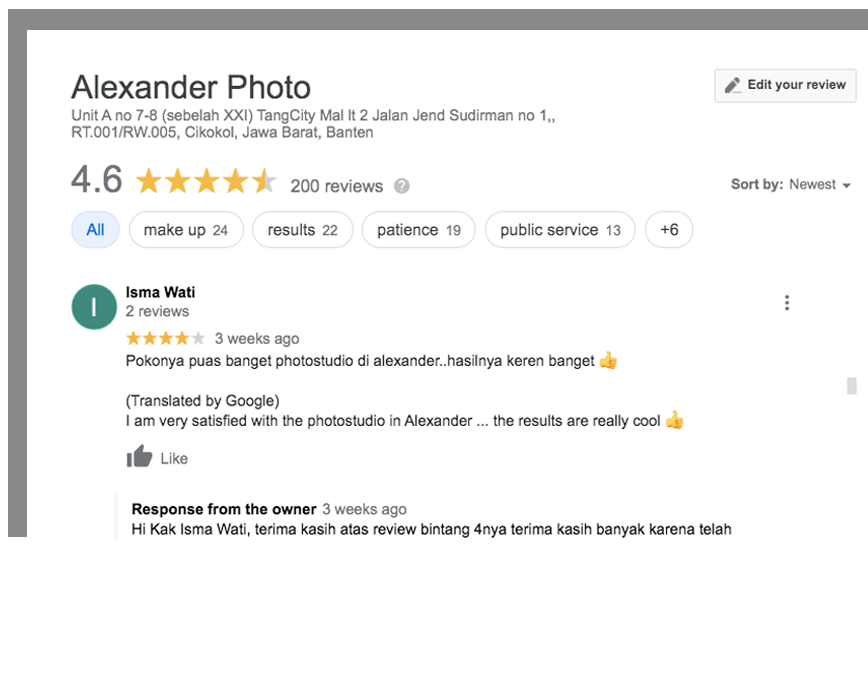 Alexander Photo
Edit your review
Unit A no 7-8 (sebelah XXI) TangCity Mal lt 2 Jalan Jend Sudirman no 1,,
RT.001/RW.005, Cikokol, Jawa Barat, Banten
4.6 200 reviews ?
Sort by: Newest
All make up 24 results 22 patience 19 public service 13 +6
I
Isma Wati
2 reviews
3 weeks ago
Pokonya puas banget photostudio di alexander..hasilnya keren banget 👍
(Translated by Google)
I am very satisfied with the photostudio in Alexander ... the results are really cool 👍
Like
Response from the owner 3 weeks ago
Hi Kak Isma Wati, terima kasih atas review bintang 4nya terima kasih banyak karena telah